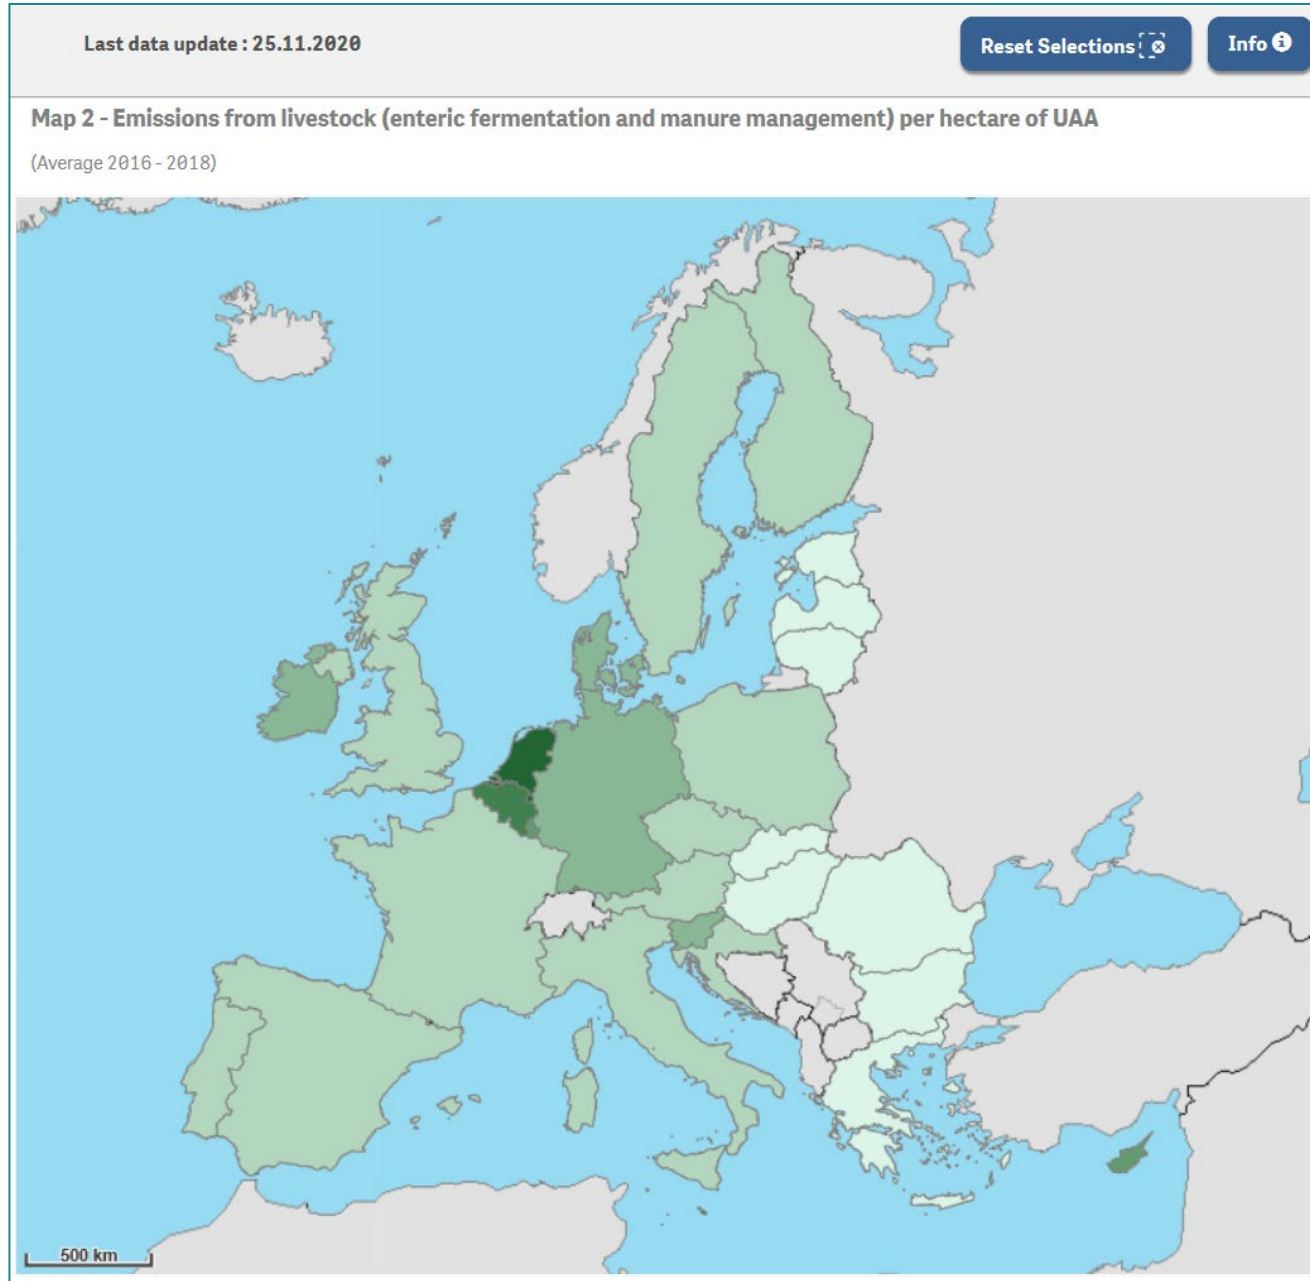 Last data update : 25.11.2020
Reset Selections
Info
Map 2 - Emissions from livestock (enteric fermentation and manure management) per hectare of UAA
(Average 2016 - 2018)
500 km